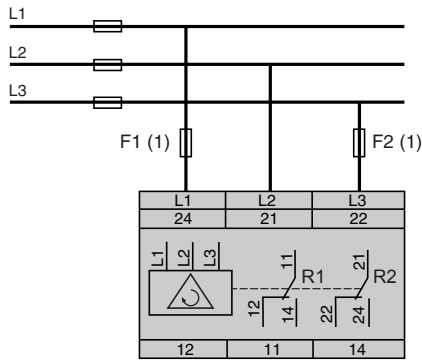 L1
L2
L3
F1 (1)
F2 (1)
L1 L2 L3
24 21 22
L1 L2 L3
11 R1 21 R2
12 14 22 24
12 11 14